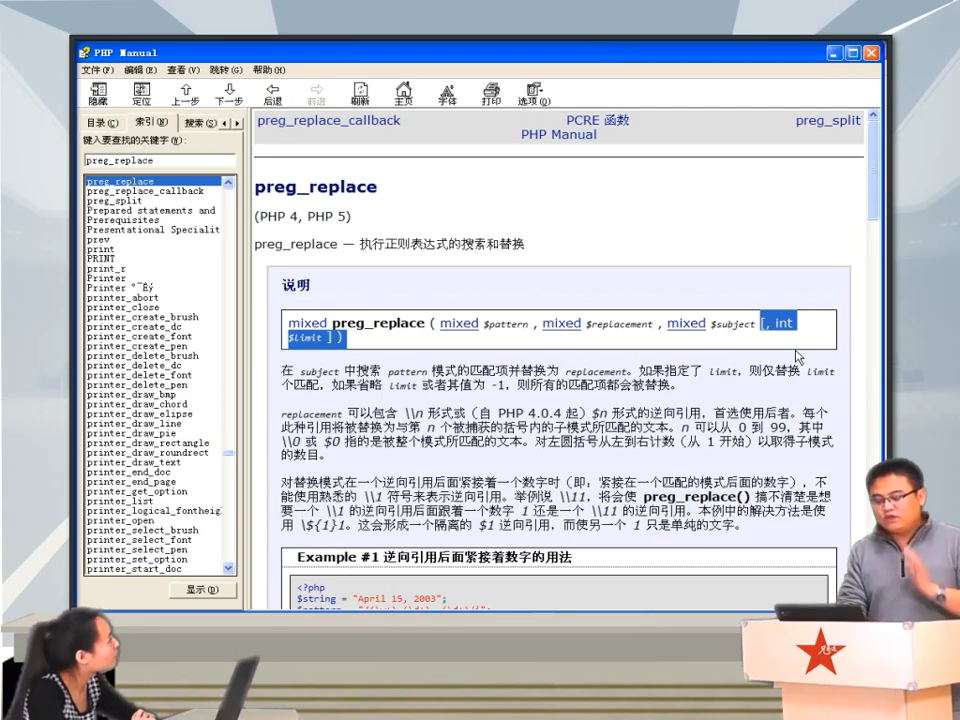 PHP Manual
文件(F) 编辑(E) 查看(V) 跳转(G) 帮助(H)
隐藏 定位 上一步 下一步 后退 前进 刷新 主页 字体 打印 选项(O)
目录(C) 索引(N) 搜索(S)
键入要查找的关键字(W):
preg_replace
preg_replace
preg_replace_callback
preg_split
Prepared statements and
Prerequisites
Presentational Specialit
prev
print
PRINT
print_r
Printer
printer_abort
printer_close
printer_create_brush
printer_create_dc
printer_create_font
printer_create_pen
printer_delete_brush
printer_delete_dc
printer_delete_font
printer_delete_pen
printer_draw_bmp
printer_draw_chord
printer_draw_elipse
printer_draw_line
printer_draw_pie
printer_draw_rectangle
printer_draw_roundrect
printer_draw_text
printer_end_doc
printer_end_page
printer_get_option
printer_list
printer_logical_fontheig
printer_open
printer_select_brush
printer_select_font
printer_select_pen
printer_set_option
printer_start_doc
显示(D)
preg_replace_callback PCRE 函数 preg_split
PHP Manual
preg_replace
(PHP 4, PHP 5)
preg_replace — 执行正则表达式的搜索和替换
说明
mixed preg_replace ( mixed $pattern , mixed $replacement , mixed $subject [, int
$limit ] )
在 subject 中搜索 pattern 模式的匹配项并替换为 replacement。如果指定了 limit，则仅替换 limit
个匹配，如果省略 limit 或者其值为 -1，则所有的匹配项都会被替换。
replacement 可以包含 \\n 形式或（自 PHP 4.0.4 起）$n 形式的逆向引用，首选使用后者。每个
此种引用将被替换为与第 n 个被捕获的括号内的子模式所匹配的文本。n 可以从 0 到 99，其中
\\0 或 $0 指的是被整个模式所匹配的文本。对左圆括号从左到右计数（从 1 开始）以取得子模式
的数目。
对替换模式在一个逆向引用后面紧接着一个数字时（即：紧接在一个匹配的模式后面的数字），不
能使用熟悉的 \\1 符号来表示逆向引用。举例说 \\11，将会使 preg_replace() 搞不清楚是想
要一个 \\1 的逆向引用后面跟着一个数字 1 还是一个 \\11 的逆向引用。本例中的解决方法是使
用 \${1}1。这会形成一个隔离的 $1 逆向引用，而使另一个 1 只是单纯的文字。
Example #1 逆向引用后面紧接着数字的用法
<?php
$string = "April 15, 2003";